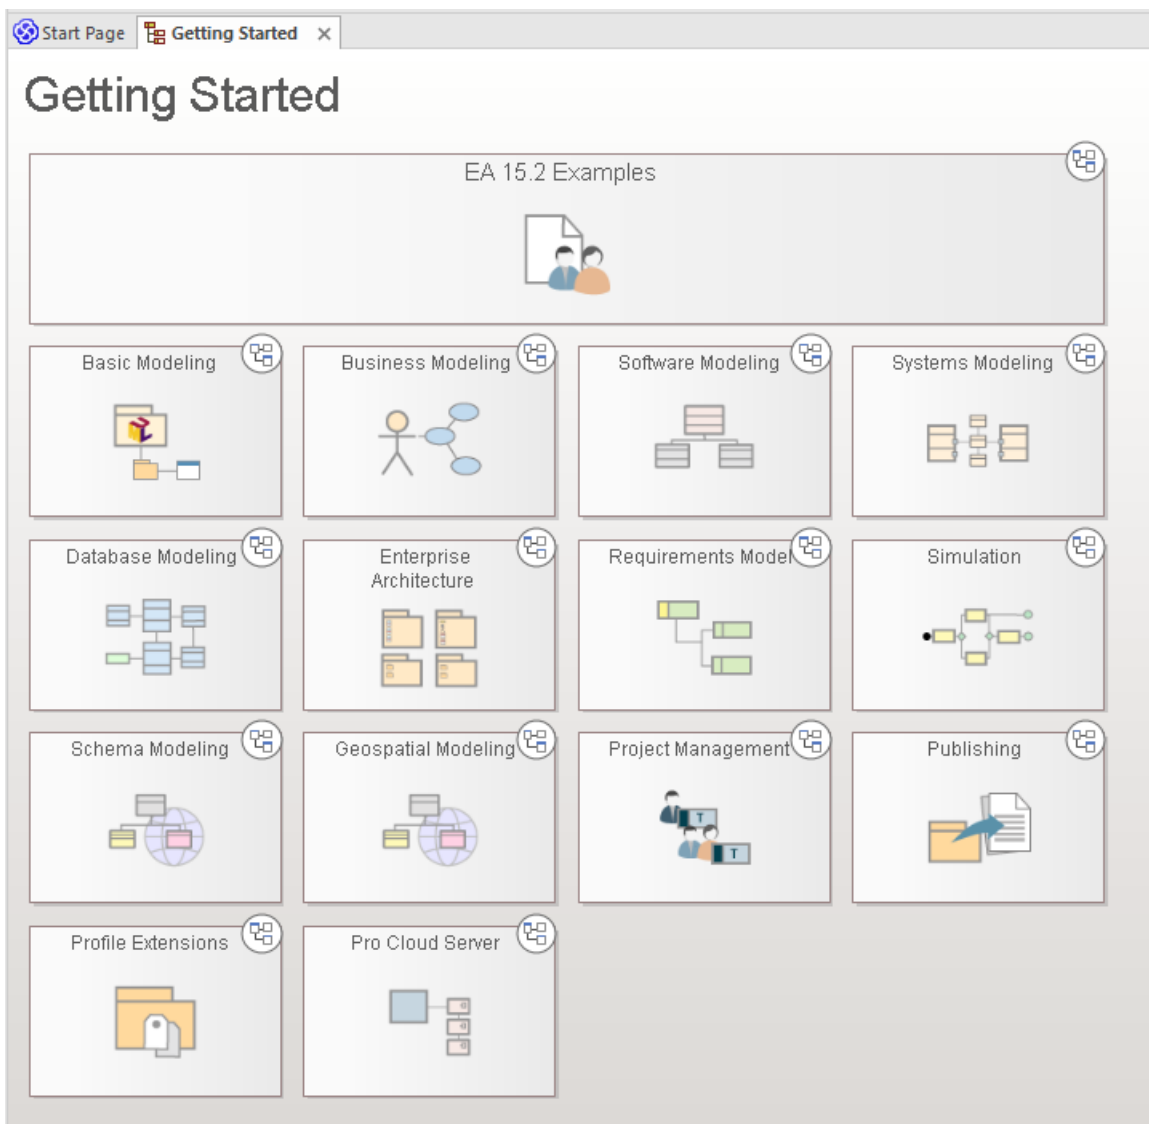 Start Page
Getting Started
Getting Started
EA 15.2 Examples
Basic Modeling
Business Modeling
Software Modeling
Systems Modeling
Database Modeling
Enterprise
Architecture
Requirements Model
Simulation
Schema Modeling
Geospatial Modeling
Project Management
T
T
Publishing
Profile Extensions
Pro Cloud Server